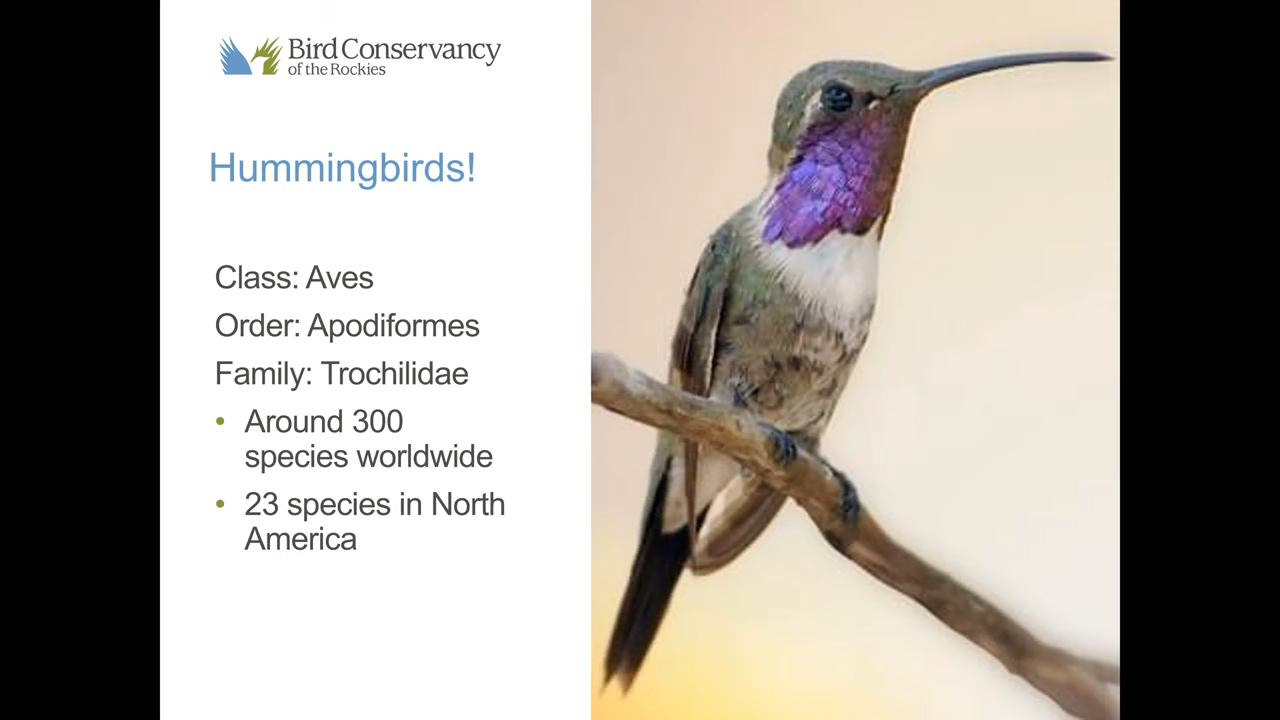 Bird Conservancy
of the Rockies
Hummingbirds!
Class: Aves
Order: Apodiformes
Family: Trochilidae
• Around 300
species worldwide
• 23 species in North
America